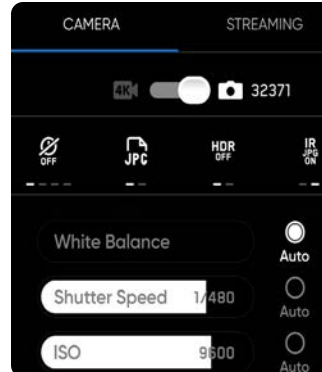 CAMERA STREAMING
4K 32371
OFF JPG HDR OFF IR JPG ON
White Balance Auto
Shutter Speed 1/480 Auto
ISO 9600 Auto